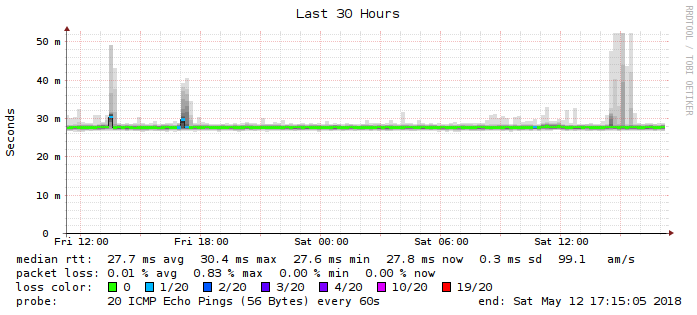 Last 30 Hours
RRDTOOL / TOBI OETIKER
Seconds
50 m
40 m
30 m
20 m
10 m
0
Fri 12:00 Fri 18:00 Sat 00:00 Sat 06:00 Sat 12:00
median rtt: 27.7 ms avg 30.4 ms max 27.6 ms min 27.8 ms now 0.3 ms sd 99.1 am/s
packet loss: 0.01 % avg 0.83 % max 0.00 % min 0.00 % now
loss color: 0 1/20 2/20 3/20 4/20 10/20 19/20
probe: 20 ICMP Echo Pings (56 Bytes) every 60s end: Sat May 12 17:15:05 2018